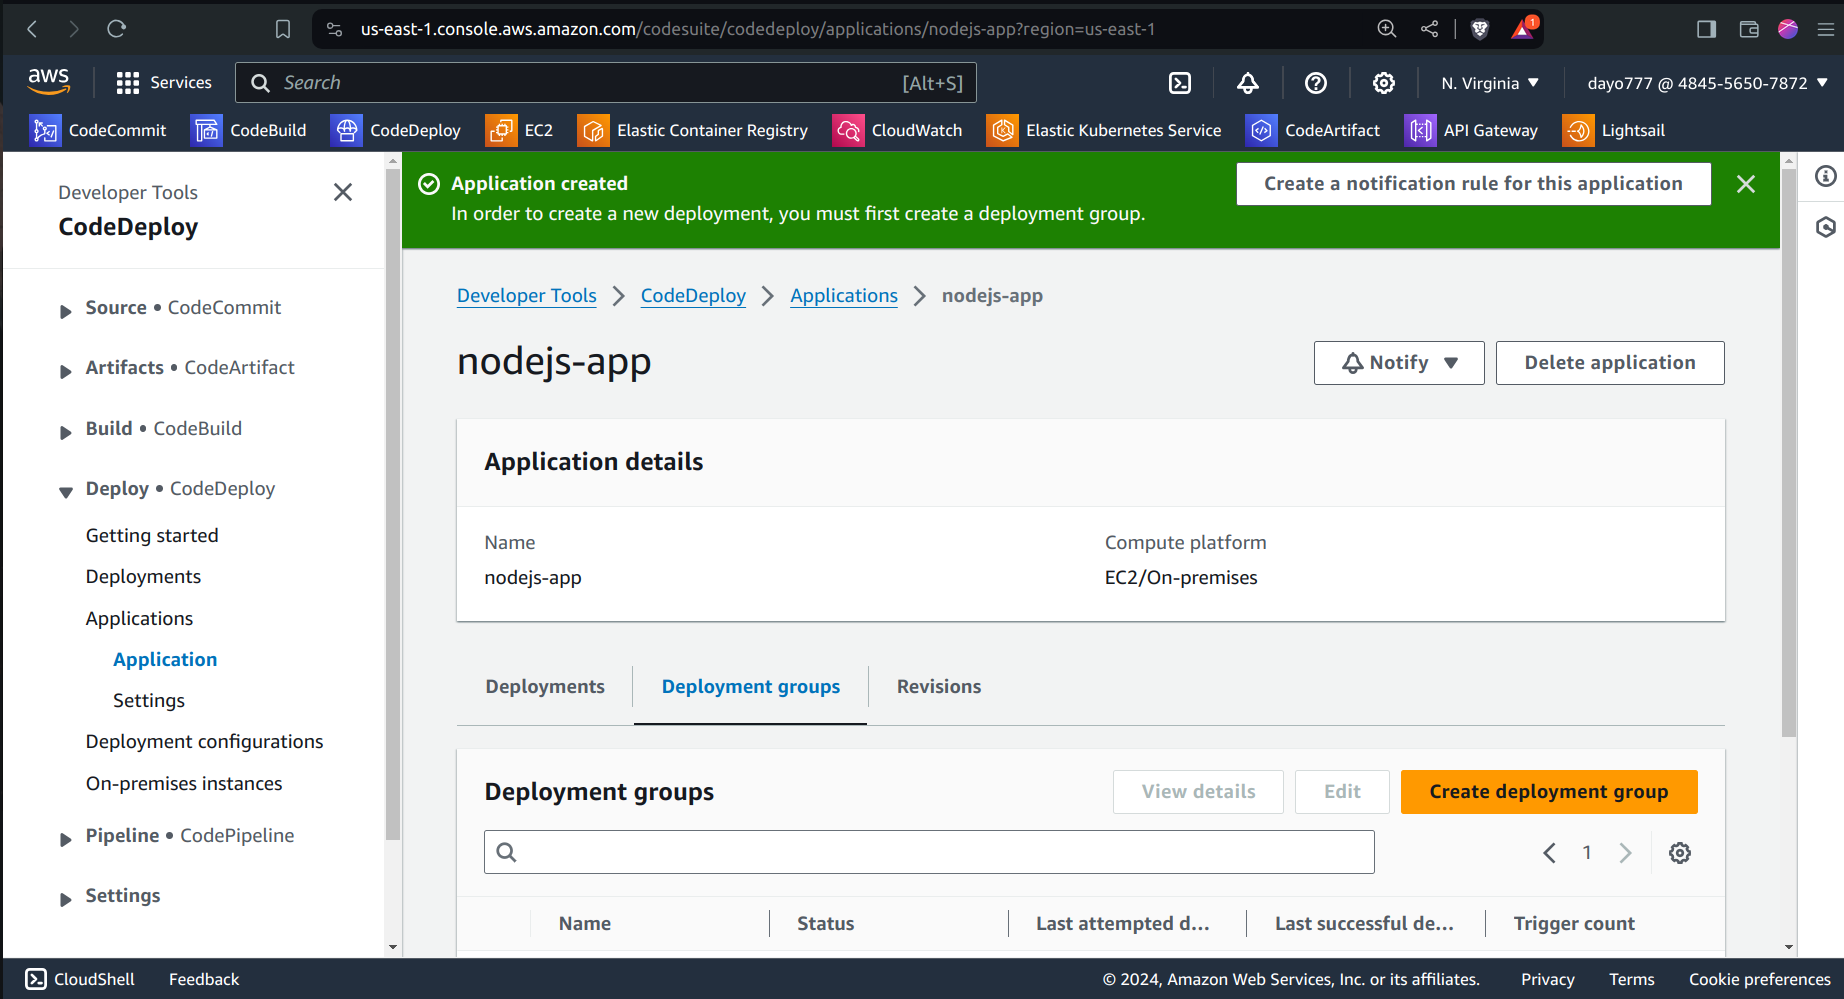 us-east-1.console.aws.amazon.com/codesuite/codedeploy/applications/nodejs-app?region=us-east-1
1
aws
Services
Search
[Alt+S]
N. Virginia
dayo777 @ 4845-5650-7872
CodeCommit
CodeBuild
CodeDeploy
EC2
Elastic Container Registry
CloudWatch
Elastic Kubernetes Service
CodeArtifact
API Gateway
Lightsail
Developer Tools
CodeDeploy
Source • CodeCommit
Artifacts • CodeArtifact
Build • CodeBuild
Deploy • CodeDeploy
Getting started
Deployments
Applications
Application
Settings
Deployment configurations
On-premises instances
Pipeline • CodePipeline
Settings
Application created
In order to create a new deployment, you must first create a deployment group.
Create a notification rule for this application
Developer Tools
CodeDeploy
Applications
nodejs-app
nodejs-app
Notify
Delete application
Application details
Name
nodejs-app
Compute platform
EC2/On-premises
Deployments
Deployment groups
Revisions
Deployment groups
View details
Edit
Create deployment group
1
Name
Status
Last attempted d...
Last successful de...
Trigger count
CloudShell
Feedback
© 2024, Amazon Web Services, Inc. or its affiliates.
Privacy
Terms
Cookie preferences